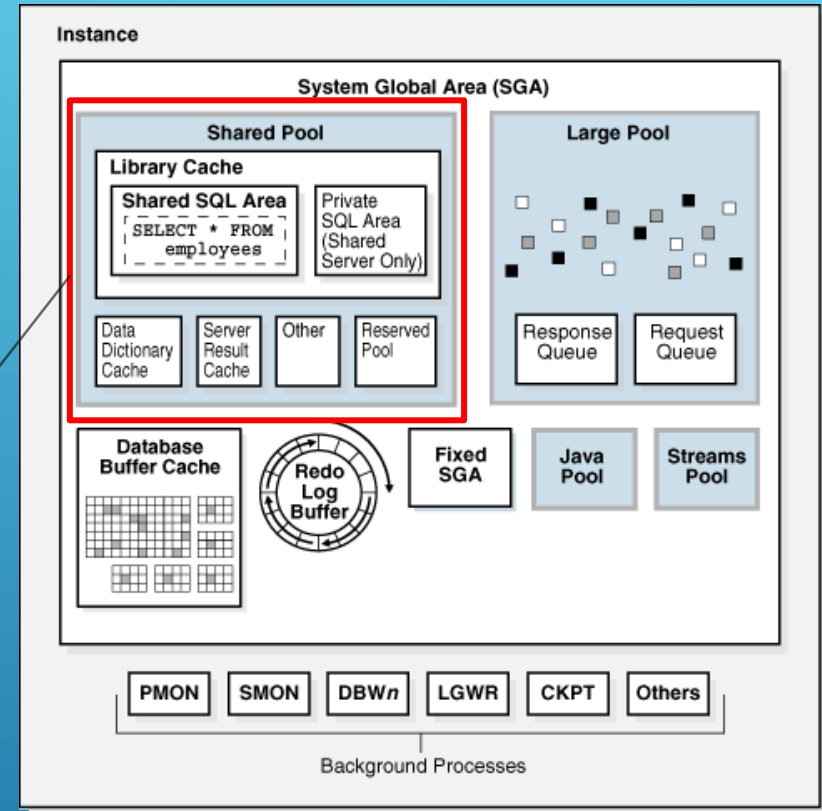 Instance
System Global Area (SGA)
Shared Pool
Library Cache
Shared SQL Area
SELECT * FROM
employees
Private
SQL Area
(Shared
Server Only)
Data
Dictionary
Cache
Server
Result
Cache
Other
Reserved
Pool
Large Pool
Response
Queue
Request
Queue
Database
Buffer Cache
Redo
Log
Buffer
Fixed
SGA
Java
Pool
Streams
Pool
PMON
SMON
DBWn
LGWR
CKPT
Others
Background Processes